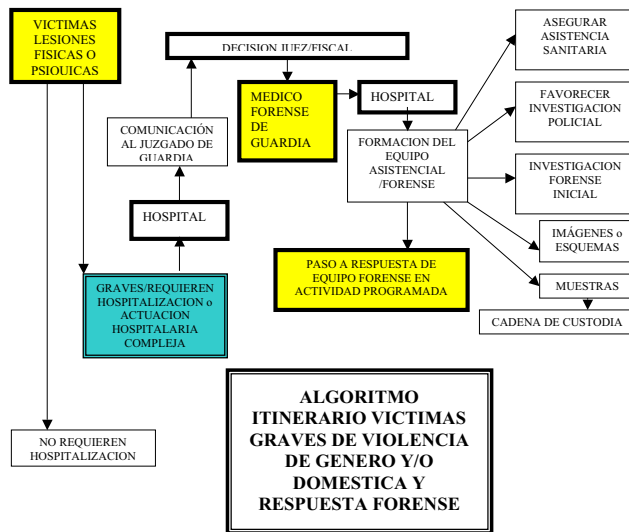 VICTIMAS
LESIONES
FISICAS O
PSIQUICAS
DECISION JUEZ/FISCAL
MEDICO
FORENSE
DE
GUARDIA
HOSPITAL
COMUNICACIÓN
AL JUZGADO DE
GUARDIA
HOSPITAL
GRAVES/REQUIEREN
HOSPITALIZACION o
ACTUACION
HOSPITALARIA
COMPLEJA
NO REQUIEREN
HOSPITALIZACION
FORMACION DEL
EQUIPO
ASISTENCIAL
/FORENSE
PASO A RESPUESTA DE
EQUIPO FORENSE EN
ACTIVIDAD PROGRAMADA
ASEGURAR
ASISTENCIA
SANITARIA
FAVORECER
INVESTIGACION
POLICIAL
INVESTIGACION
FORENSE
INICIAL
IMÁGENES o
ESQUEMAS
MUESTRAS
CADENA DE CUSTODIA
ALGORITMO
ITINERARIO VICTIMAS
GRAVES DE VIOLENCIA
DE GENERO Y/O
DOMESTICA Y
RESPUESTA FORENSE